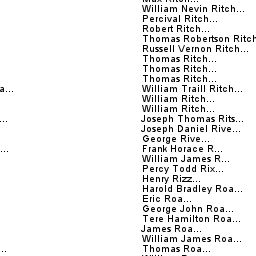 William Nevin Ritch...
Percival Ritch...
Robert Ritch...
Thomas Robertson Ritch
Russell Vernon Ritch...
Thomas Ritch...
Thomas Ritch...
Thomas Ritch...
a...
William Traill Ritch...
William Ritch...
William Ritch...
...
Joseph Thomas Rits...
Joseph Daniel Rive...
George Rive...
...
Frank Horace R...
William James R...
Percy Todd Rix...
Henry Rizz...
Harold Bradley Roa...
Eric Roa...
George John Roa...
Tere Hamilton Roa...
James Roa...
William James Roa...
...
Thomas Roa...